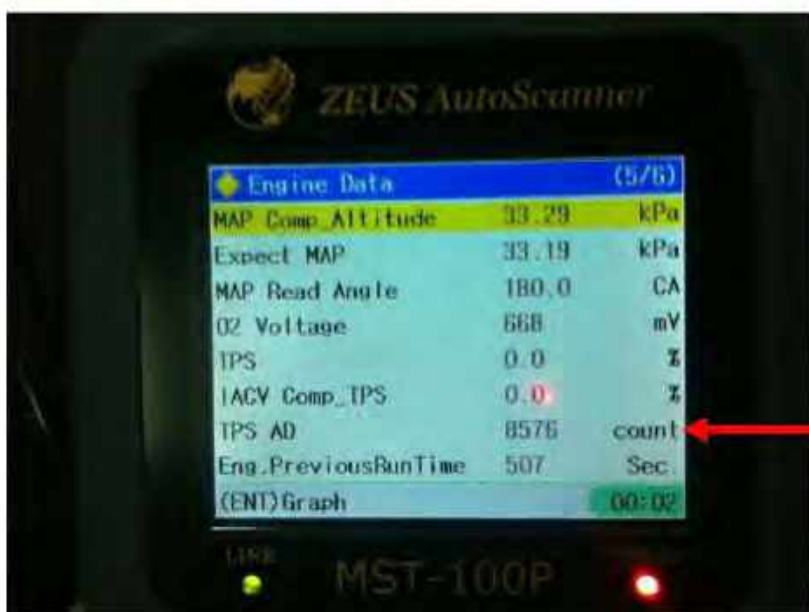 ZEUS AutoScanner
Engine Data (5/6)
MAP Comp_Altitude 33.29 kPa
Expect MAP 33.19 kPa
MAP Read Angle 180.0 CA
O2 Voltage 668 mV
TPS 0.0 %
IACV Comp_TPS 0.0 %
TPS AD 8576 count
Eng.PreviousRunTime 507 Sec.
(ENT)Graph 00:02
LINK
MST-100P